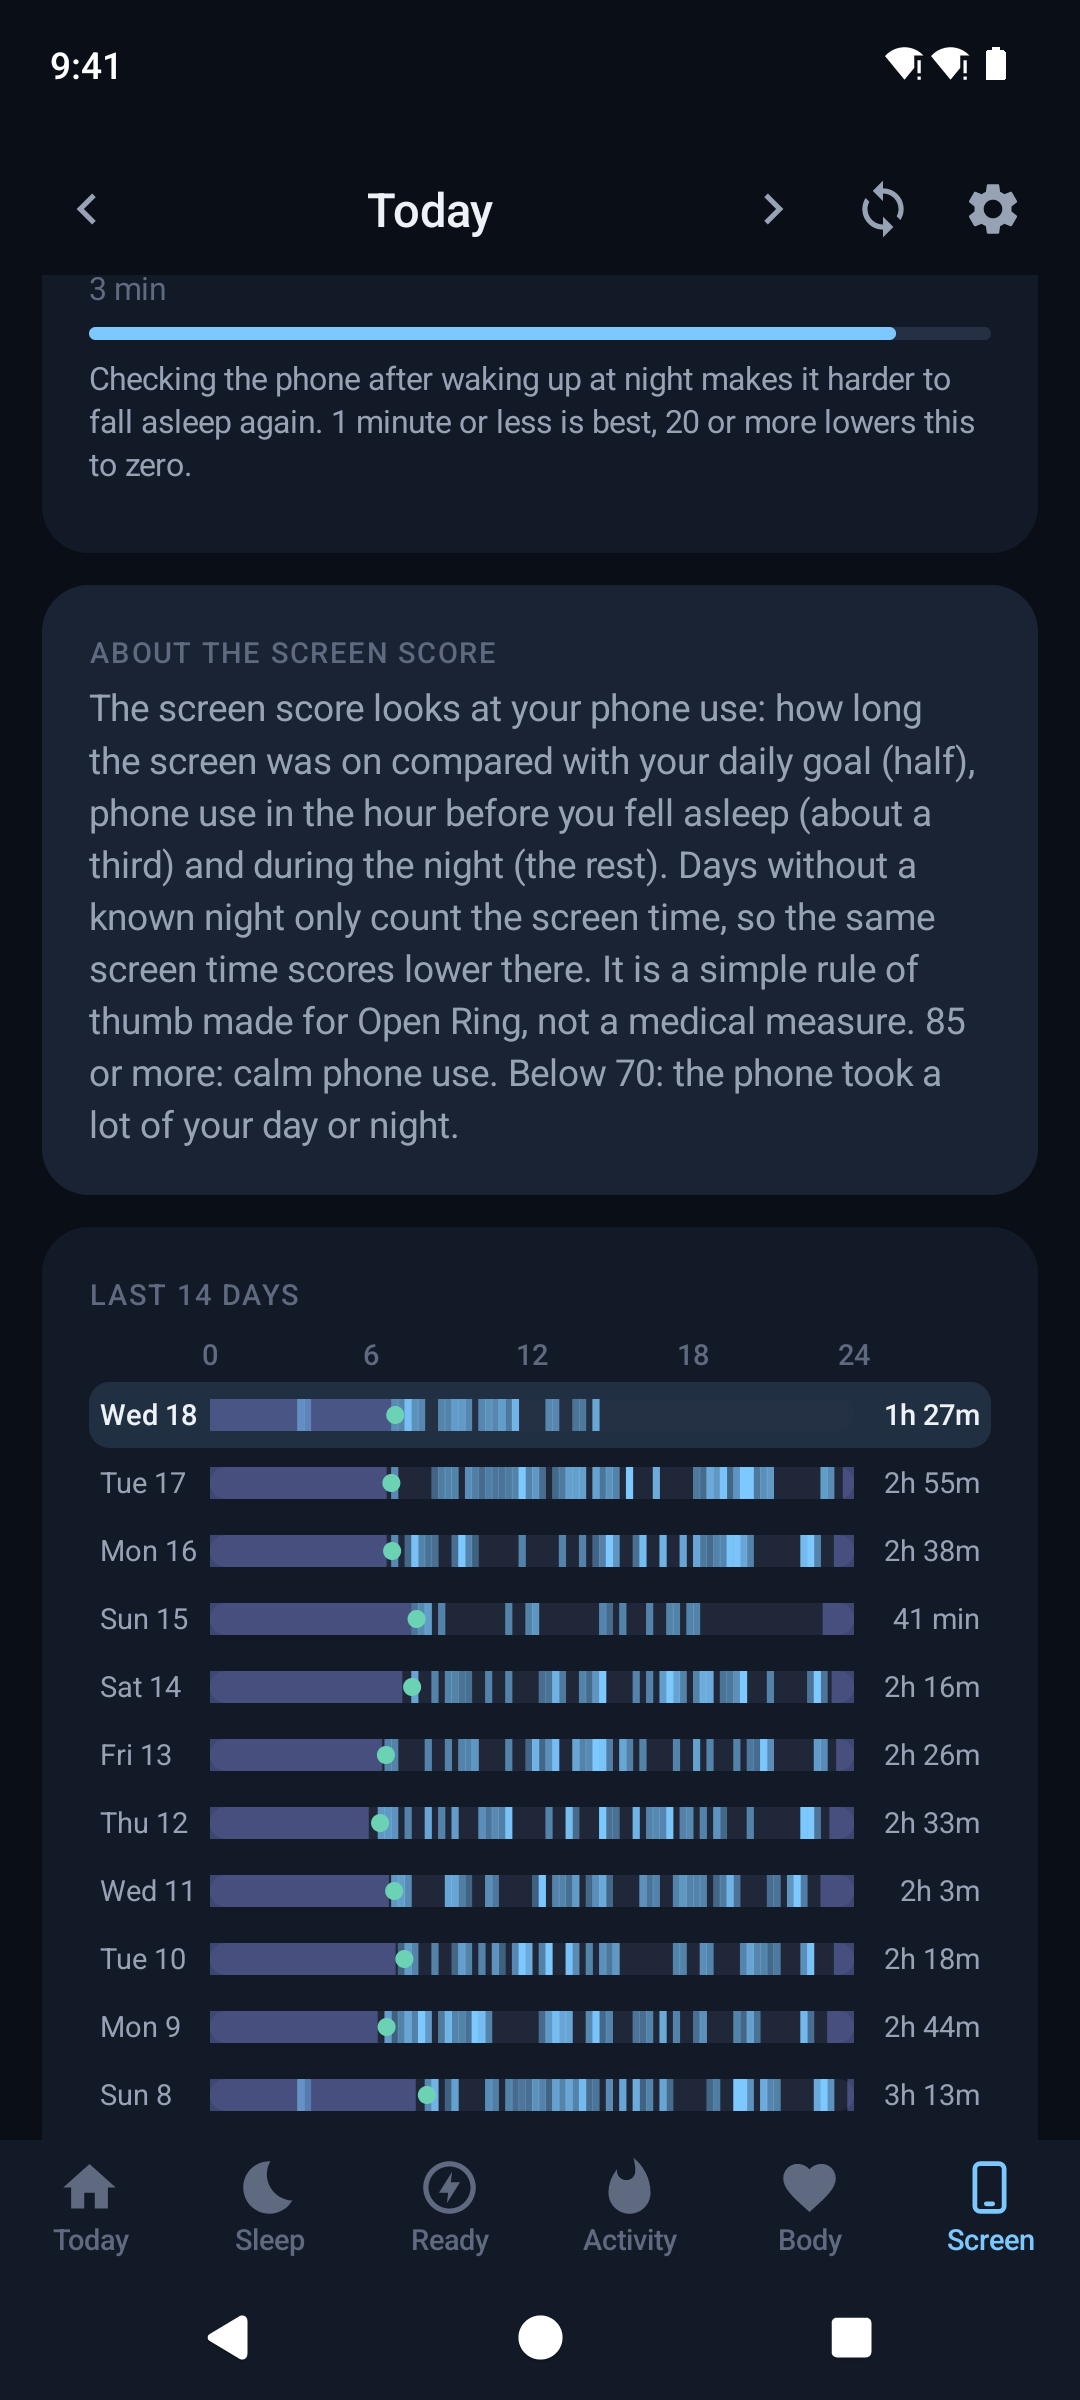 9:41
Today
3 min
Checking the phone after waking up at night makes it harder to
fall asleep again. 1 minute or less is best, 20 or more lowers this
to zero.
ABOUT THE SCREEN SCORE
The screen score looks at your phone use: how long
the screen was on compared with your daily goal (half),
phone use in the hour before you fell asleep (about a
third) and during the night (the rest). Days without a
known night only count the screen time, so the same
screen time scores lower there. It is a simple rule of
thumb made for Open Ring, not a medical measure. 85
or more: calm phone use. Below 70: the phone took a
lot of your day or night.
LAST 14 DAYS
0 6 12 18 24
Wed 18 1h 27m
Tue 17 2h 55m
Mon 16 2h 38m
Sun 15 41 min
Sat 14 2h 16m
Fri 13 2h 26m
Thu 12 2h 33m
Wed 11 2h 3m
Tue 10 2h 18m
Mon 9 2h 44m
Sun 8 3h 13m
Today Sleep Ready Activity Body Screen